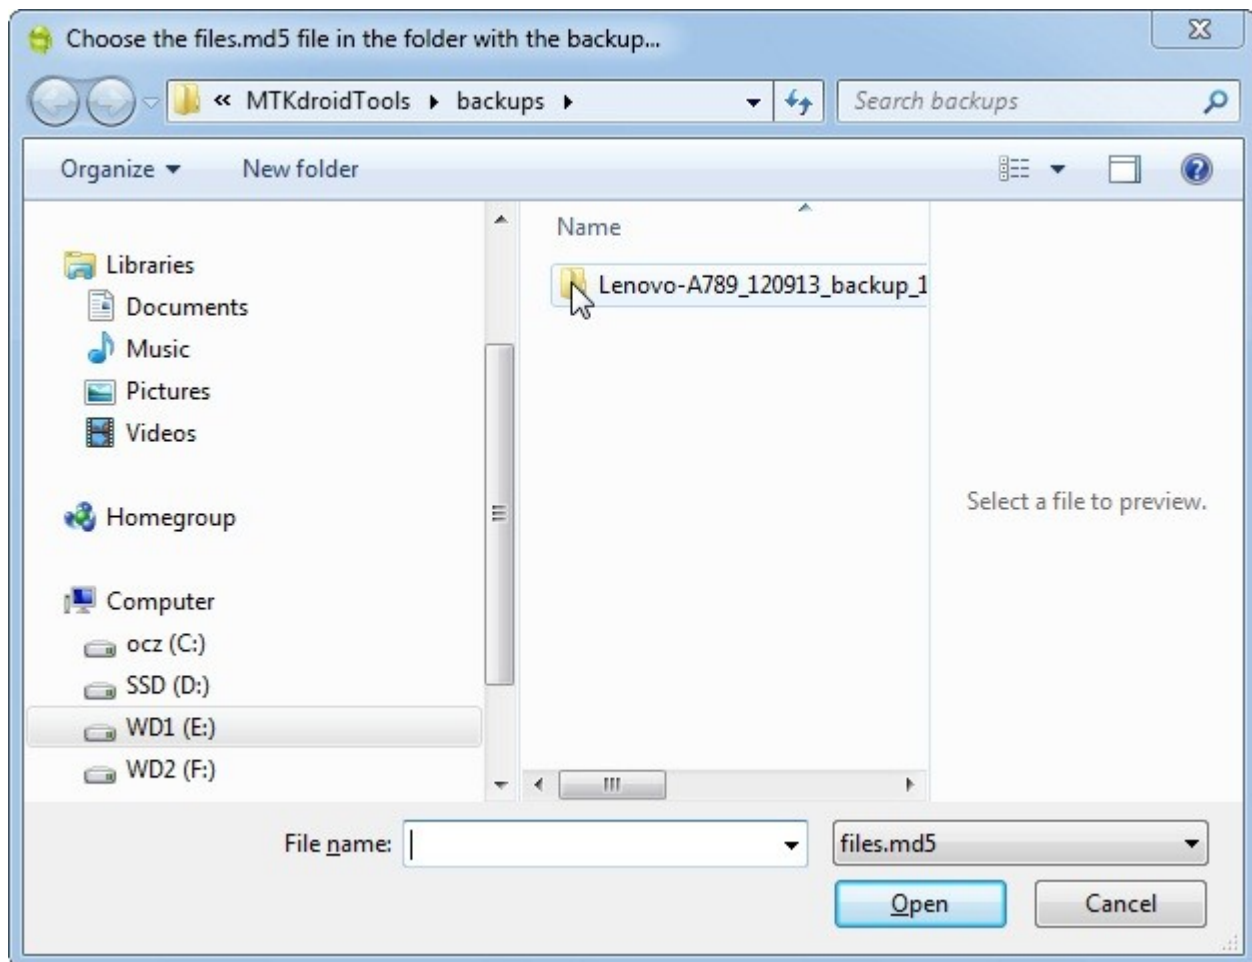 Choose the files.md5 file in the folder with the backup...
« MTKdroidTools ▸ backups ▸
Search backups
Organize
New folder
Name
Libraries
Documents
Music
Pictures
Videos
Homegroup
Computer
ocz (C:)
SSD (D:)
WD1 (E:)
WD2 (F:)
Lenovo-A789_120913_backup_1
Select a file to preview.
File name:
files.md5
Open
Cancel